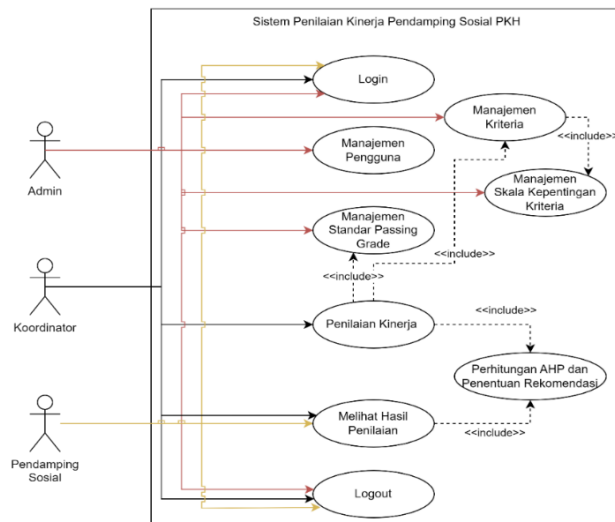 Sistem Penilaian Kinerja Pendamping Sosial PKH
Login
Manajemen
Kriteria
<<include>>
Manajemen
Pengguna
Admin
Manajemen
Skala Kepentingan
Kriteria
Manajemen
Standar Passing
Grade
<<include>>
<<include>>
Koordinator
Penilaian Kinerja
<<include>>
Perhitungan AHP dan
Penentuan Rekomendasi
Melihat Hasil
Penilaian
<<include>>
Pendamping
Sosial
Logout